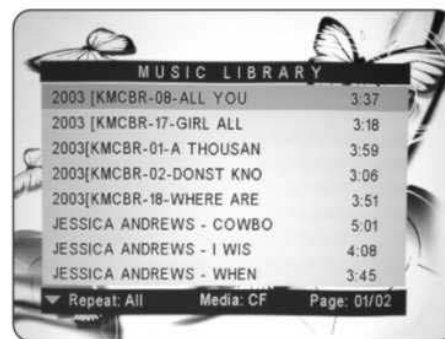 MUSIC LIBRARY
2003 [KMCBR-08-ALL YOU 3:37
2003 [KMCBR-17-GIRL ALL 3:18
2003[KMCBR-01-A THOUSAN 3:59
2003[KMCBR-02-DONST KNO 3:06
2003[KMCBR-18-WHERE ARE 3:51
JESSICA ANDREWS - COWBO 5:01
JESSICA ANDREWS - I WIS 4:08
JESSICA ANDREWS - WHEN 3:45
Repeat: All Media: CF Page: 01/02